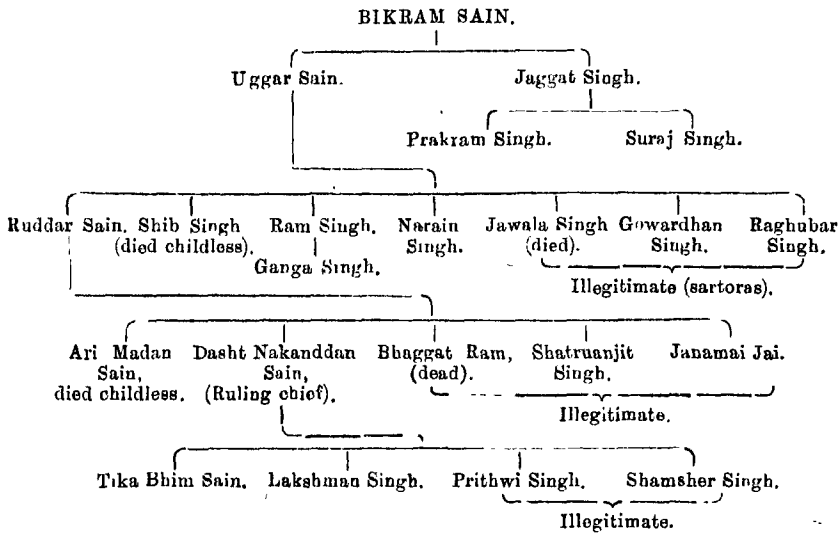 BIKRAM SAIN.
Uggar Sain. Jaggat Singh.
Prakram Singh. Suraj Singh.
Ruddar Sain. Shib Singh Ram Singh. Narain Jawala Singh Gowardhan Raghubar
(died childless). Singh. (died). Singh. Singh.
Ganga Singh.
Illegitimate (sartoras).
Ari Madan Dasht Nakanddan Bhaggat Ram, Shatruanjit Janamai Jai.
Sain, Sain, (dead). Singh.
died childless. (Ruling chief).
Illegitimate.
Tika Bhim Sain. Lakshman Singh. Prithwi Singh. Shamsher Singh.
Illegitimate.